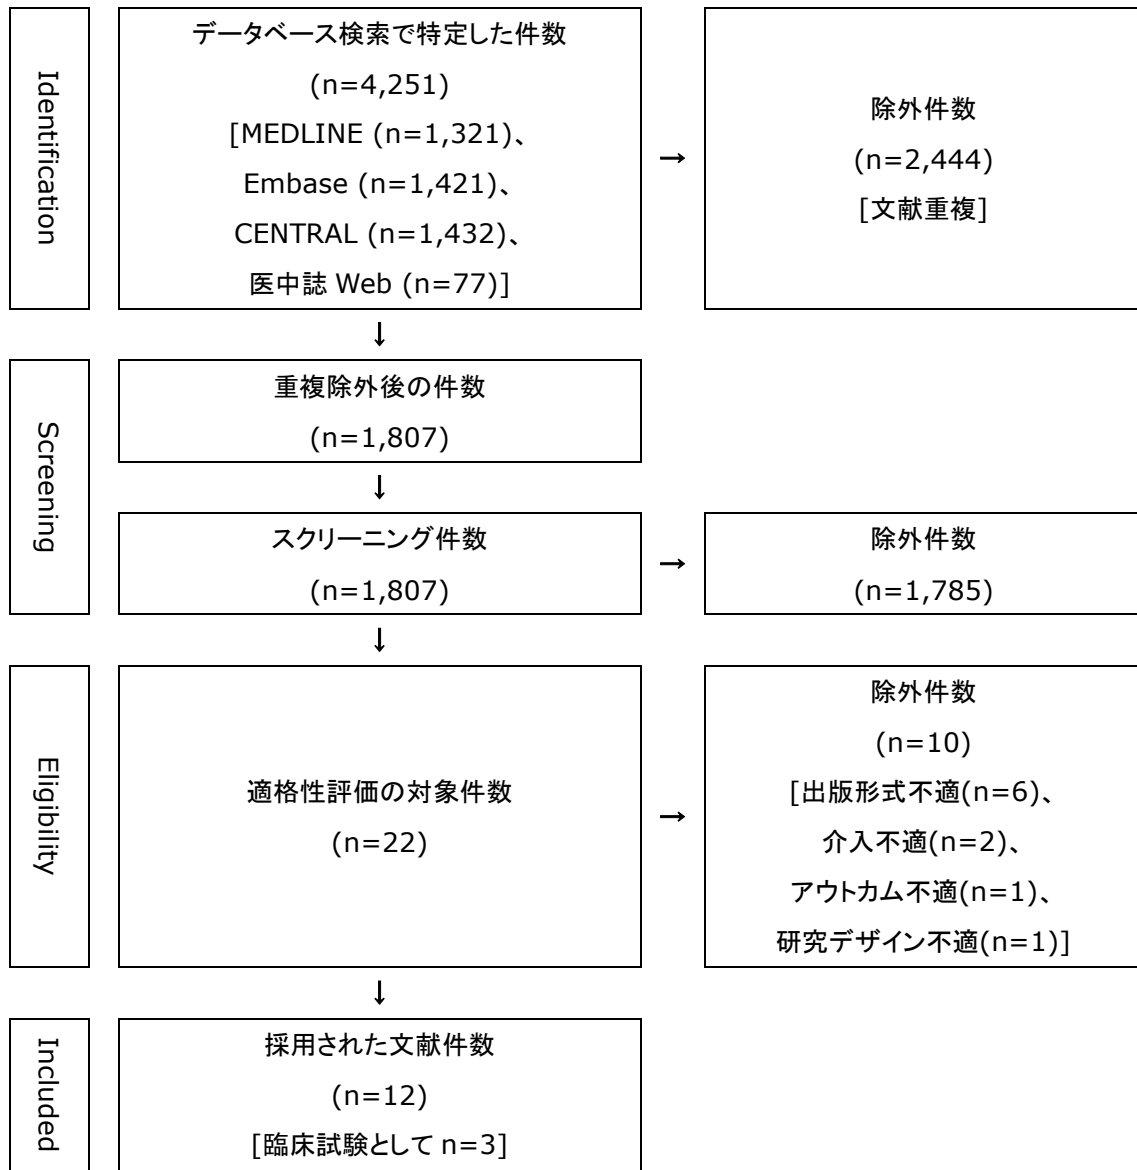 Identification
データベース検索で特定した件数
(n=4,251)
[MEDLINE (n=1,321)、
Embase (n=1,421)、
CENTRAL (n=1,432)、
医中誌 Web (n=77)]
→
除外件数
(n=2,444)
[文献重複]
↓
Screening
重複除外後の件数
(n=1,807)
↓
スクリーニング件数
(n=1,807)
→
除外件数
(n=1,785)
↓
Eligibility
適格性評価の対象件数
(n=22)
→
除外件数
(n=10)
[出版形式不適(n=6)、
介入不適(n=2)、
アウトカム不適(n=1)、
研究デザイン不適(n=1)]
↓
Included
採用された文献件数
(n=12)
[臨床試験として n=3]